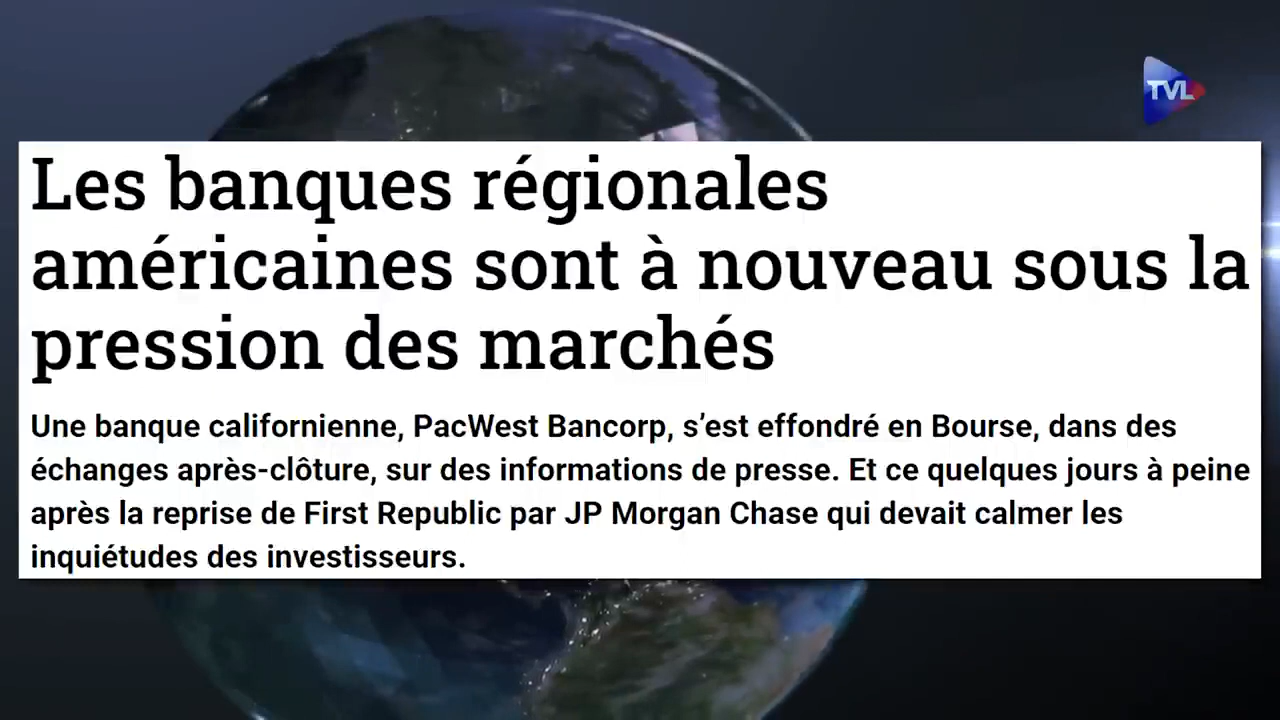 TVL
Les banques régionales
américaines sont à nouveau sous la
pression des marchés
Une banque californienne, PacWest Bancorp, s’est effondré en Bourse, dans des
échanges après-clôture, sur des informations de presse. Et ce quelques jours à peine
après la reprise de First Republic par JP Morgan Chase qui devait calmer les
inquiétudes des investisseurs.